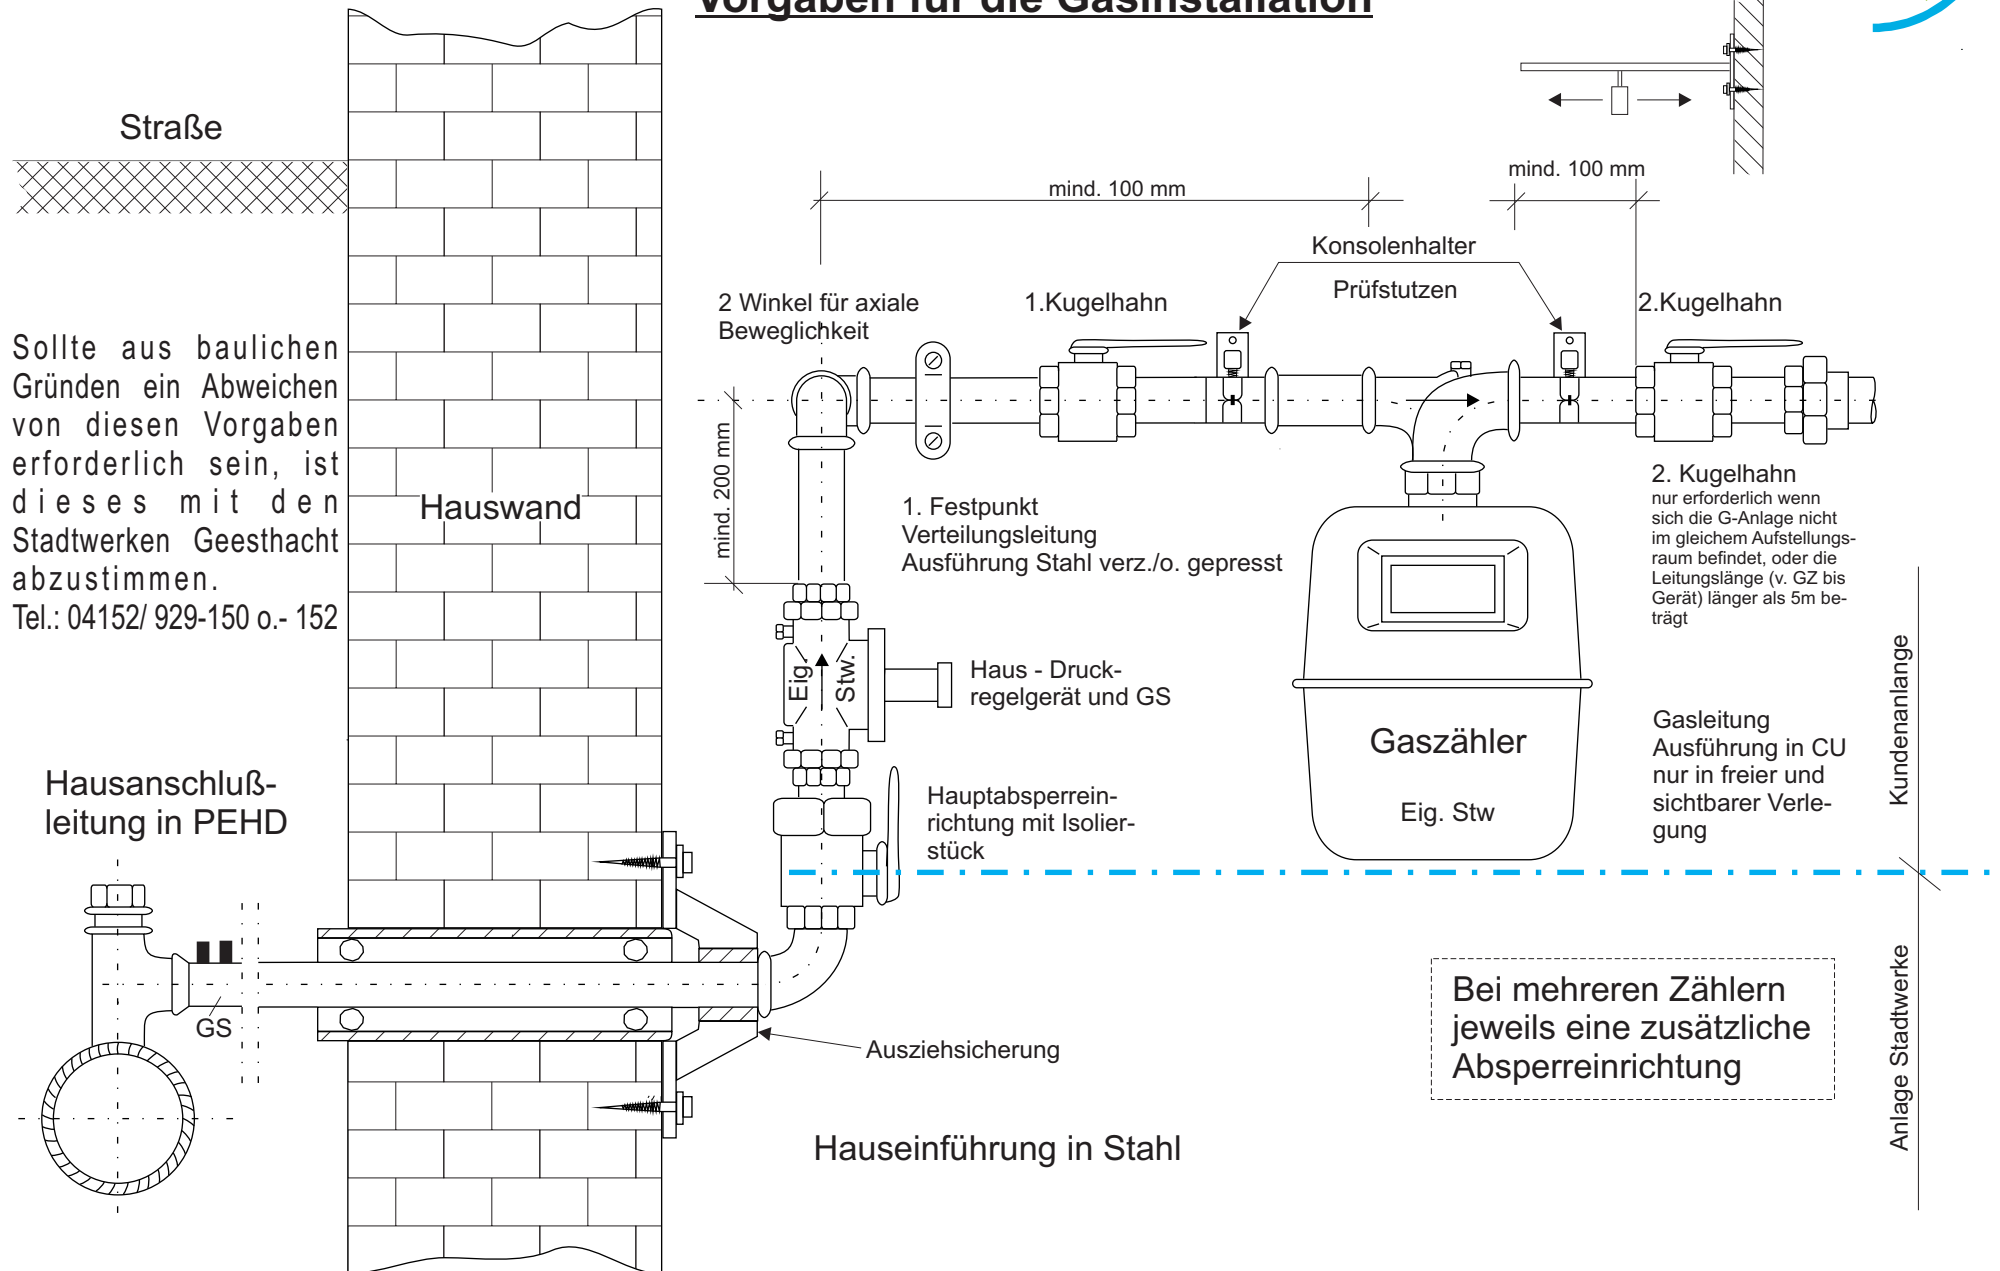 Vorgaben für die Gasinstallation
Straße
mind. 100 mm
mind. 100 mm
Konsolenhalter
Prüfstutzen
2 Winkel für axiale
Beweglichkeit
1.Kugelhahn
2.Kugelhahn
Sollte aus baulichen
Gründen ein Abweichen
von diesen Vorgaben
erforderlich sein, ist
dieses mit den
Stadtwerken Geesthacht
abzustimmen.
Tel.: 04152/ 929-150 o.- 152
Hauswand
mind. 200 mm
1. Festpunkt
Verteilungsleitung
Ausführung Stahl verz./o. gepresst
2. Kugelhahn
nur erforderlich wenn
sich die G-Anlage nicht
im gleichem Aufstellungs-
raum befindet, oder die
Leitungslänge (v. GZ bis
Gerät) länger als 5m be-
trägt
Eig.
Stw.
Haus - Druck-
regelgerät und GS
Gaszähler
Eig. Stw
Gasleitung
Ausführung in CU
nur in freier und
sichtbarer Verle-
gung
Kundenanlange
Hausanschluß-
leitung in PEHD
Hauptabsperrein-
richtung mit Isolier-
stück
GS
Ausziehsicherung
Bei mehreren Zählern
jeweils eine zusätzliche
Absperreinrichtung
Anlage Stadtwerke
Hauseinführung in Stahl